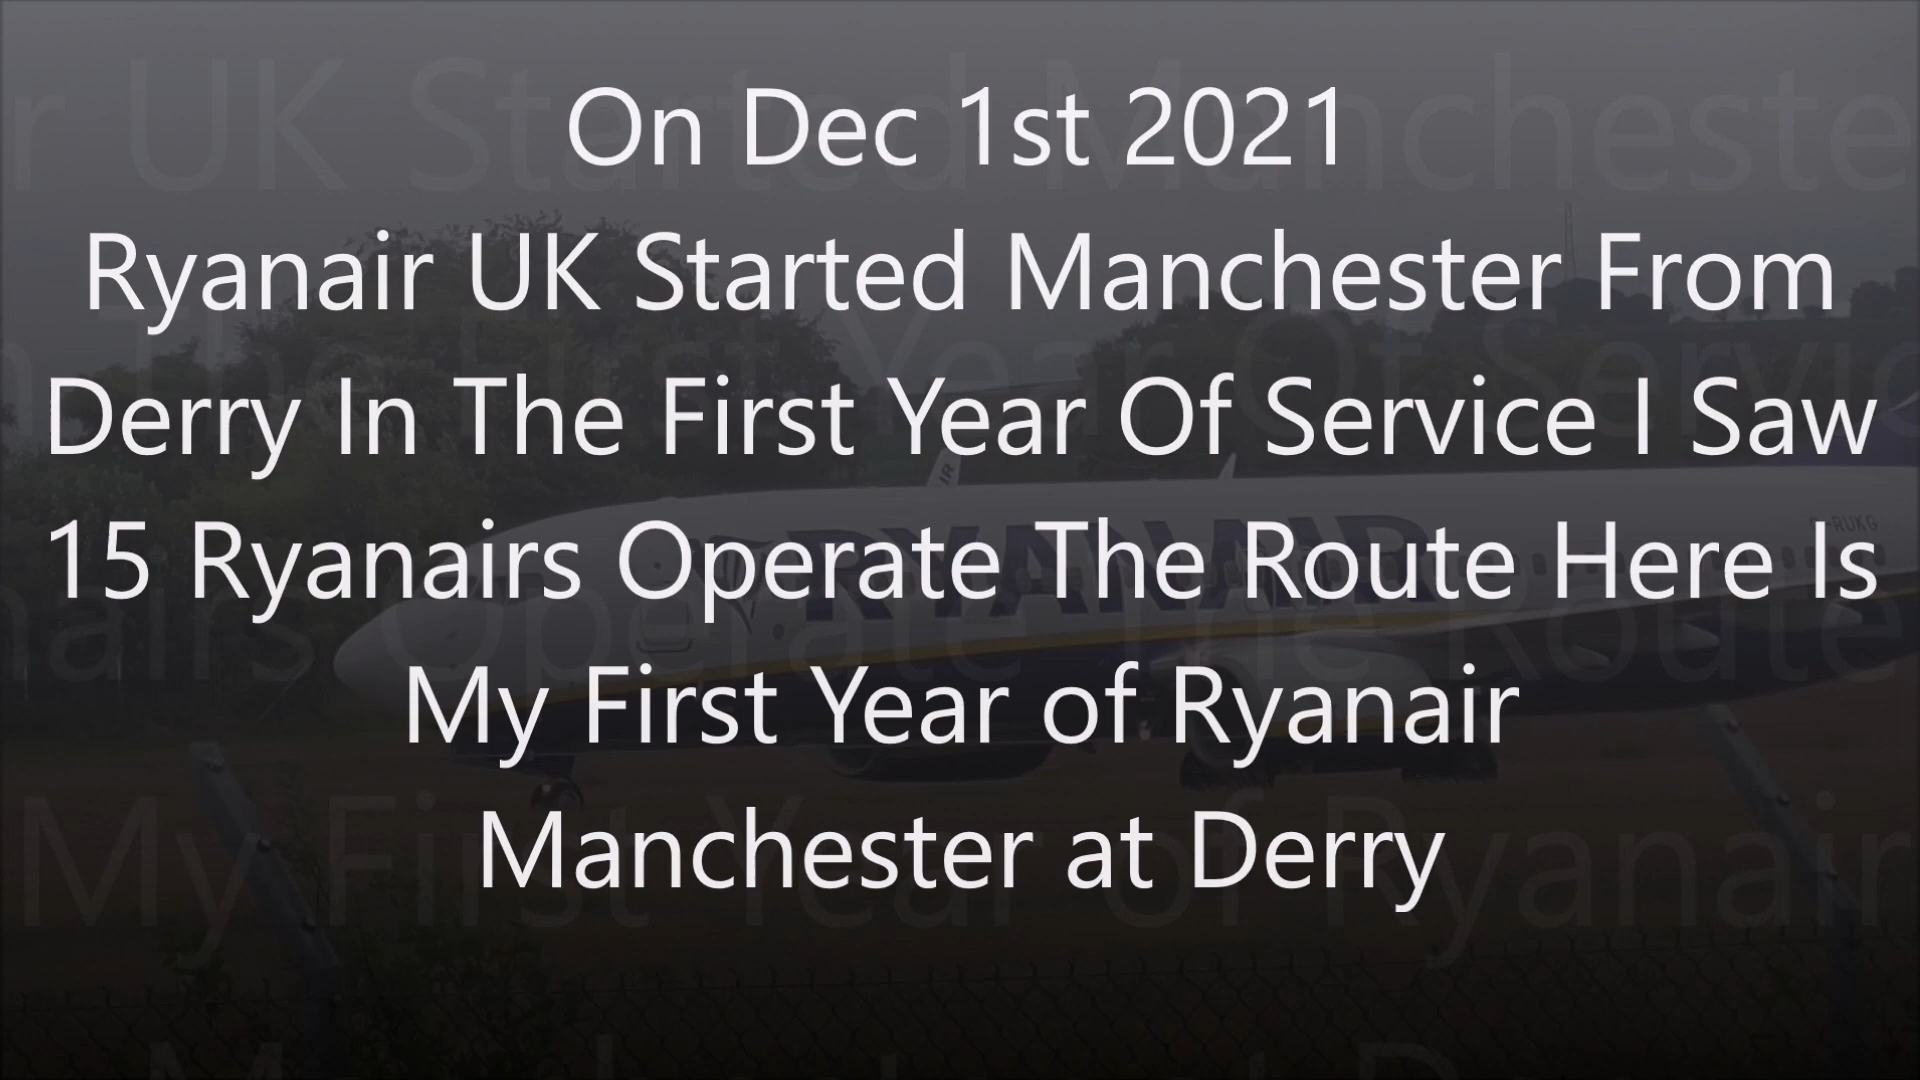 On Dec 1st 2021
Ryanair UK Started Manchester From
Derry In The First Year Of Service I Saw
15 Ryanairs Operate The Route Here Is
My First Year of Ryanair
Manchester at Derry
RYANAIR